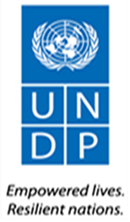 U N
D P
Empowered lives.
Resilient nations.